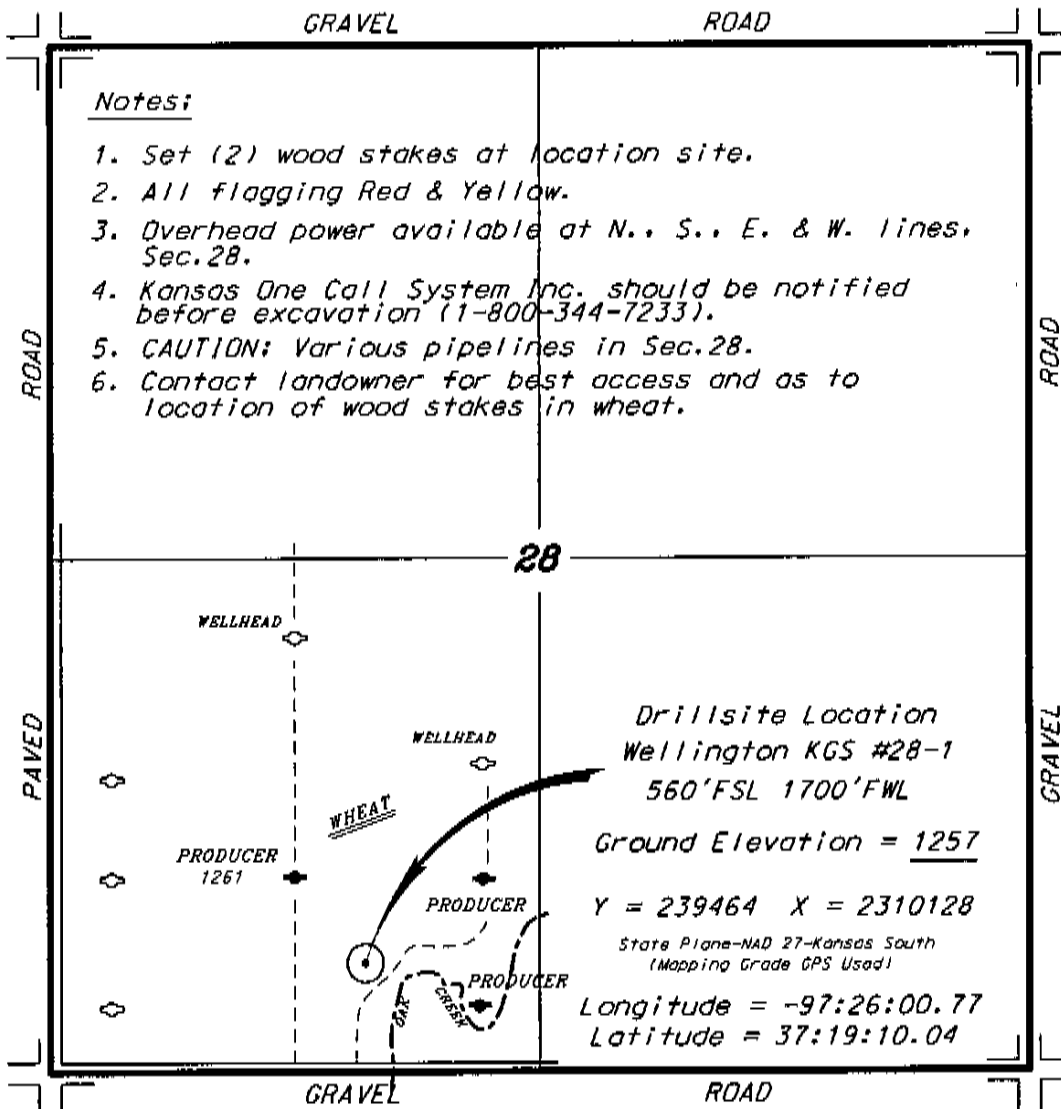 GRAVEL ROAD
Notes:
1. Set (2) wood stakes at location site.
2. All flagging Red & Yellow.
3. Overhead power available at N., S., E. & W. lines,
Sec.28.
4. Kansas One Call System Inc. should be notified
before excavation (1-800-344-7233).
5. CAUTION: Various pipelines in Sec.28.
6. Contact landowner for best access and as to
location of wood stakes in wheat.
ROAD
ROAD
28
WELLHEAD
WELLHEAD
PAVED
GRAVEL
WHEAT
PRODUCER
1261
PRODUCER
PRODUCER
OAK CREEK
Drillsite Location
Wellington KGS #28-1
560'FSL 1700'FWL
Ground Elevation = 1257
Y = 239464 X = 2310128
State Plane-NAD 27-Kansas South
(Mapping Grade GPS Used)
Longitude = -97:26:00.77
Latitude = 37:19:10.04
GRAVEL ROAD